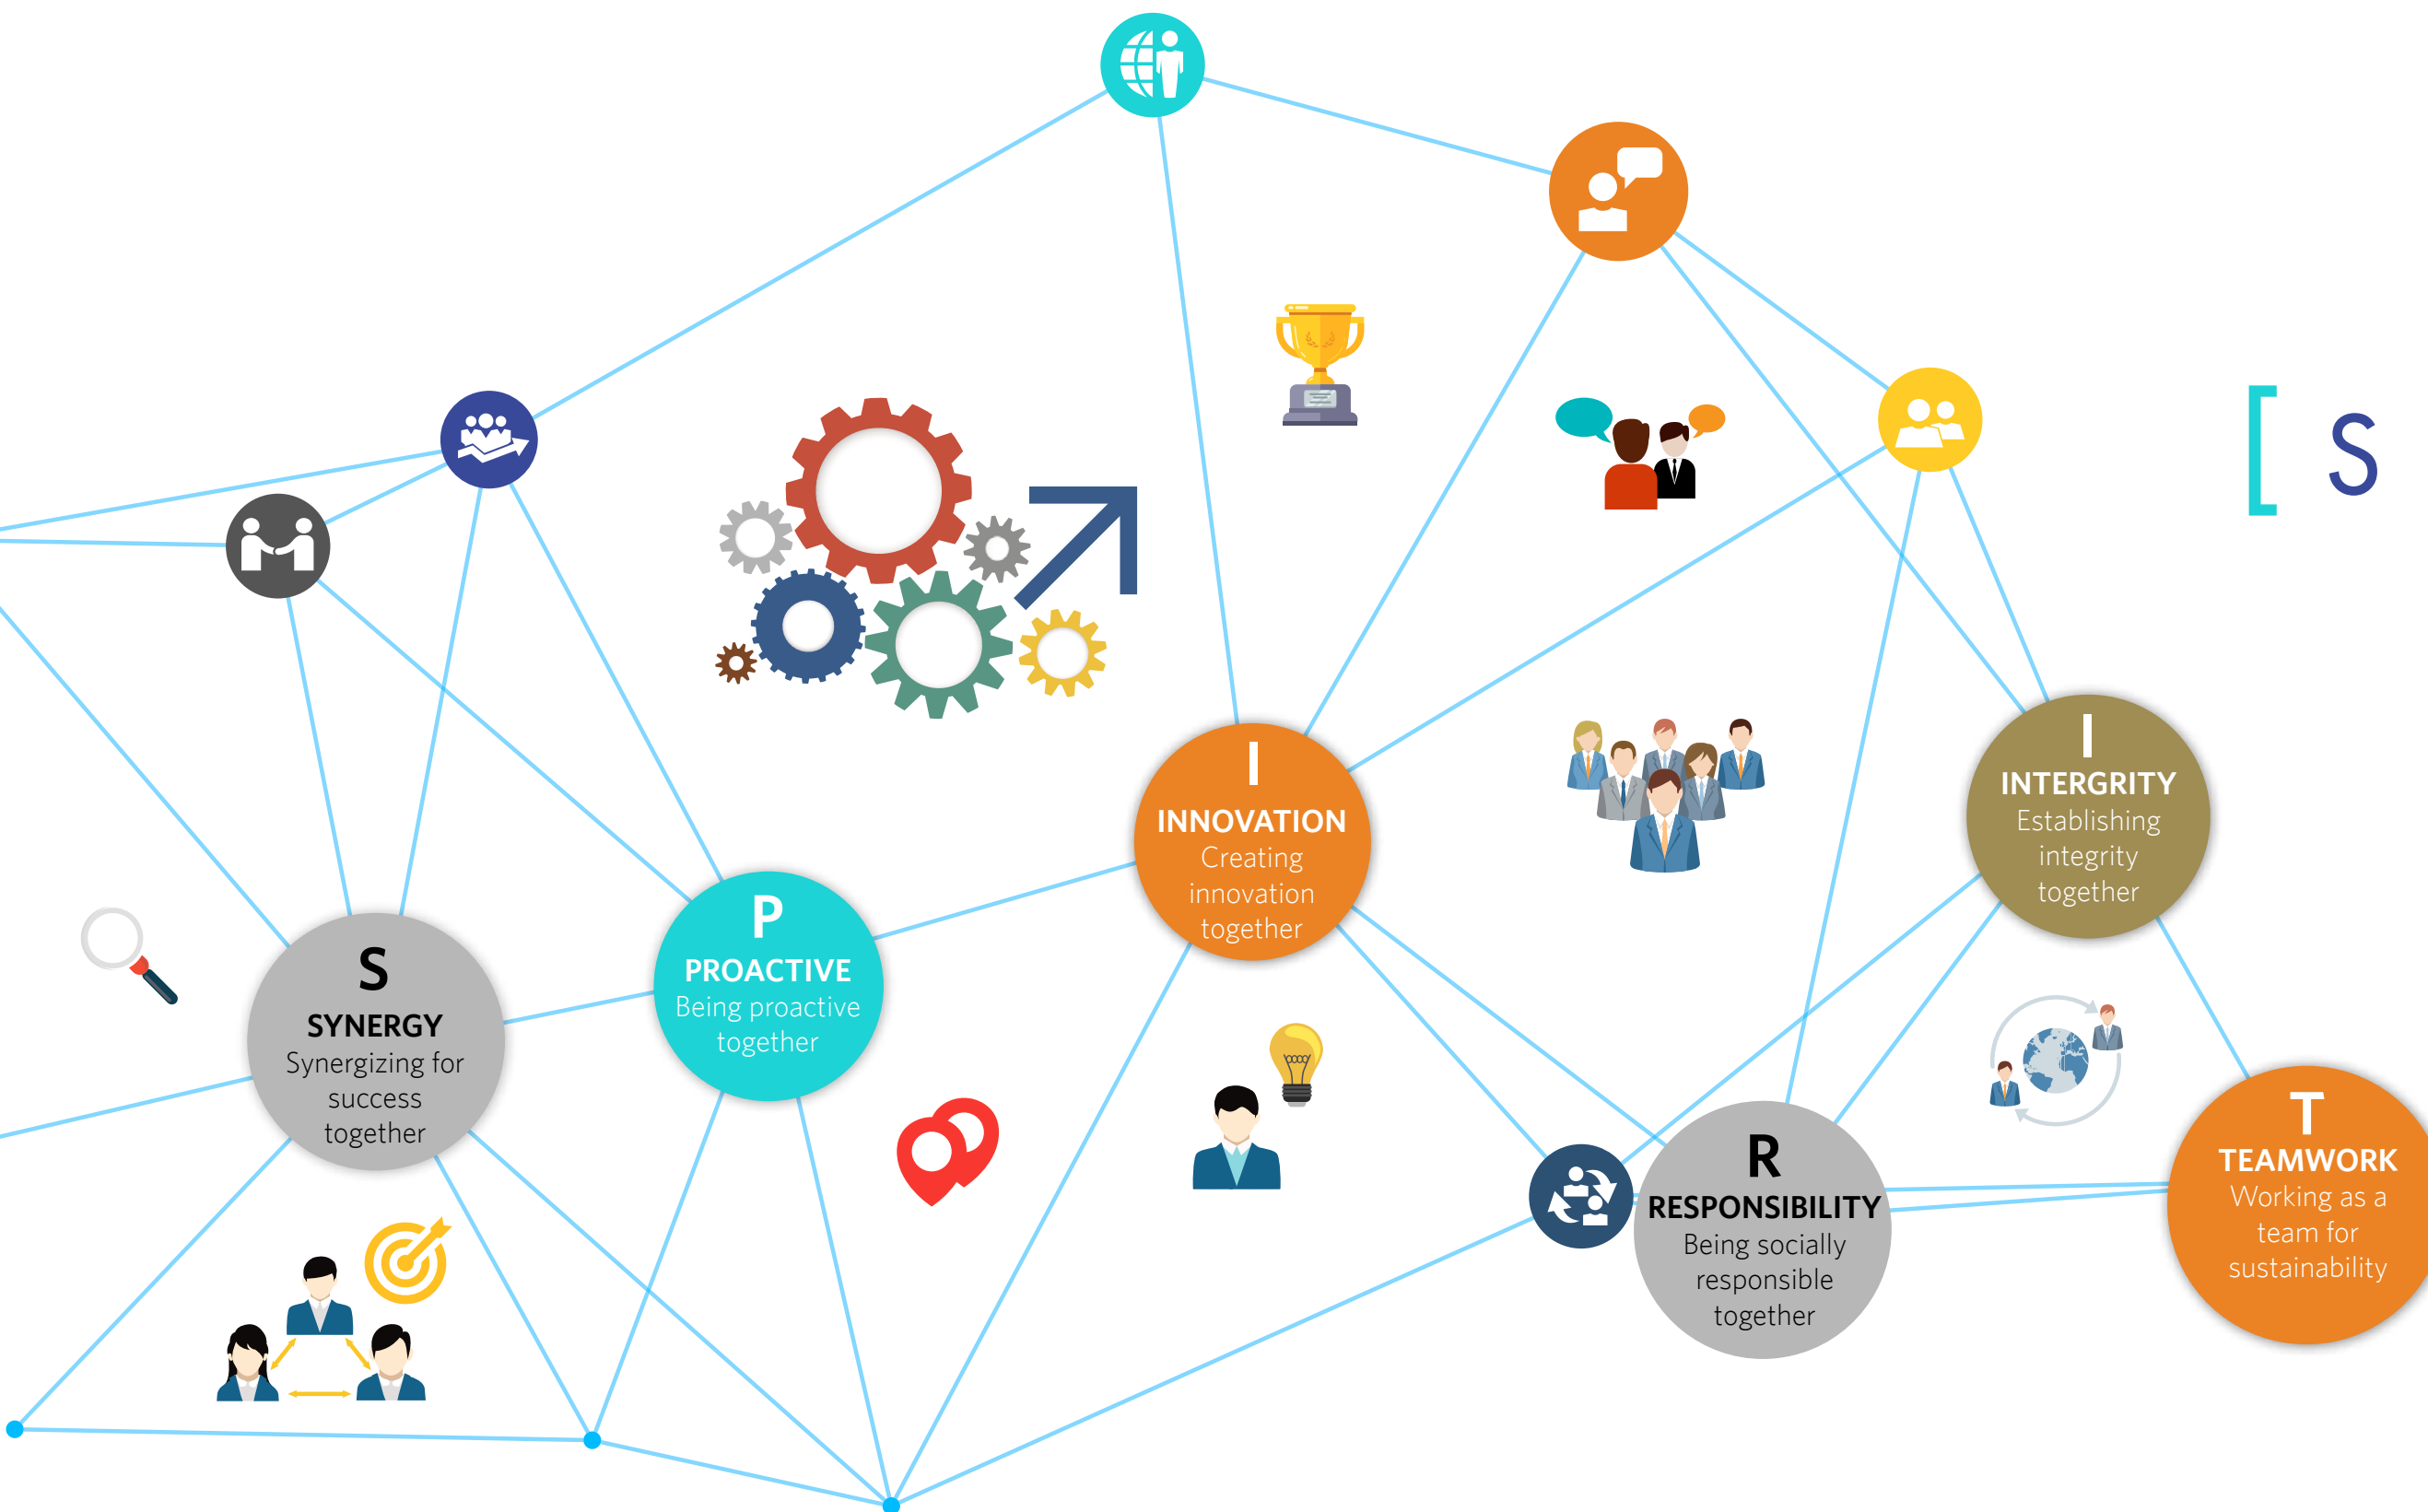 [ S
I
INNOVATION
Creating
innovation
together
I
INTERGRITY
Establishing
integrity
together
S
SYNERGY
Synergizing for
success
together
P
PROACTIVE
Being proactive
together
R
RESPONSIBILITY
Being socially
responsible
together
T
TEAMWORK
Working as a
team for
sustainability